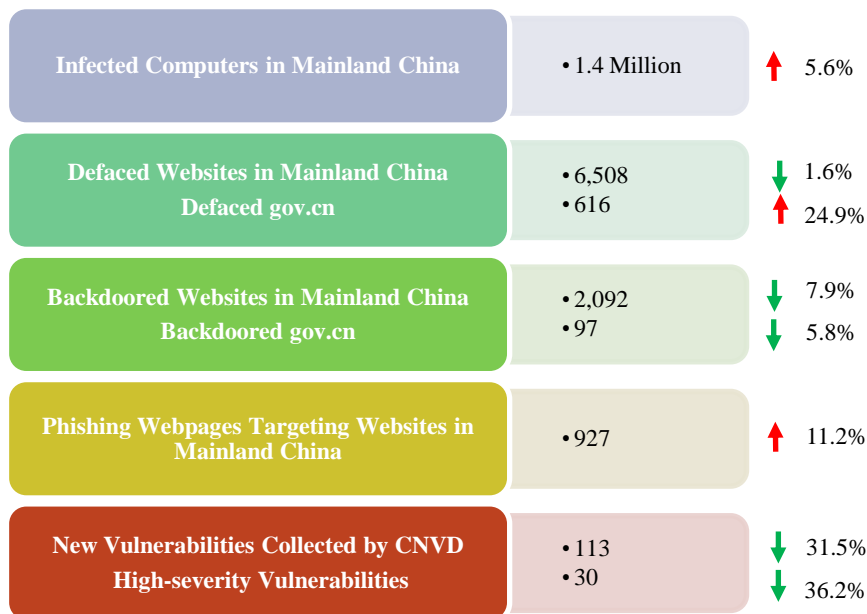 Infected Computers in Mainland China
• 1.4 Million
5.6%
Defaced Websites in Mainland China
Defaced gov.cn
• 6,508
• 616
1.6%
24.9%
Backdoored Websites in Mainland China
Backdoored gov.cn
• 2,092
• 97
7.9%
5.8%
Phishing Webpages Targeting Websites in
Mainland China
• 927
11.2%
New Vulnerabilities Collected by CNVD
High-severity Vulnerabilities
• 113
• 30
31.5%
36.2%